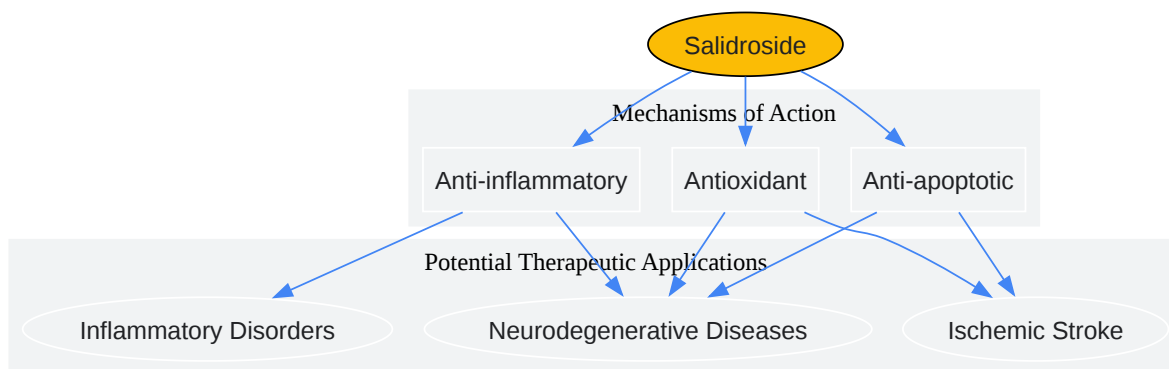 Salidroside
Mechanisms of Action
Anti-inflammatory
Antioxidant
Anti-apoptotic
Potential Therapeutic Applications
Inflammatory Disorders
Neurodegenerative Diseases
Ischemic Stroke